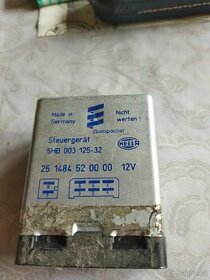 Made in Germany
Nicht werfen!
Eberspächer
Steuergerät
5HB 003 125-32
HELLA
25 1484 52 00 00 12V